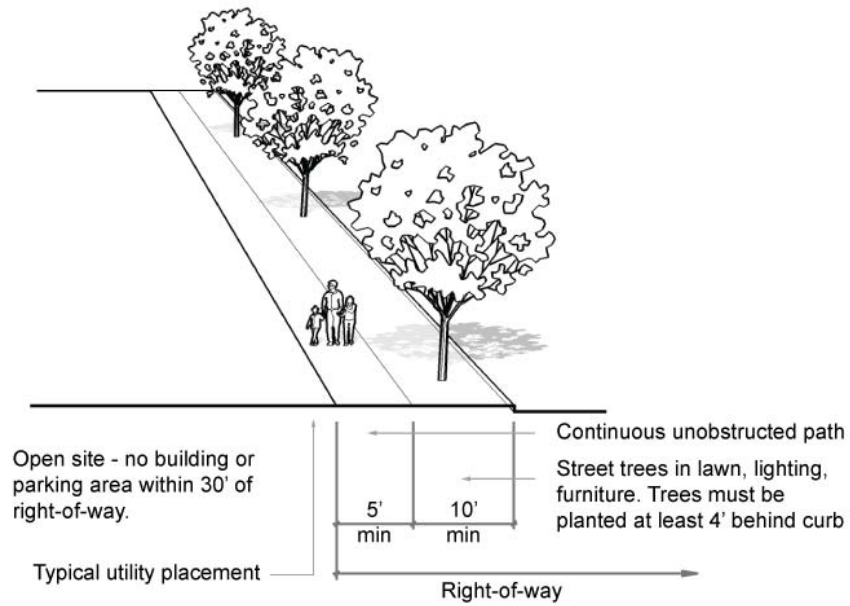 Open site - no building or
parking area within 30' of
right-of-way.
Typical utility placement
5'
min
10'
min
Continuous unobstructed path
Street trees in lawn, lighting,
furniture. Trees must be
planted at least 4' behind curb
Right-of-way